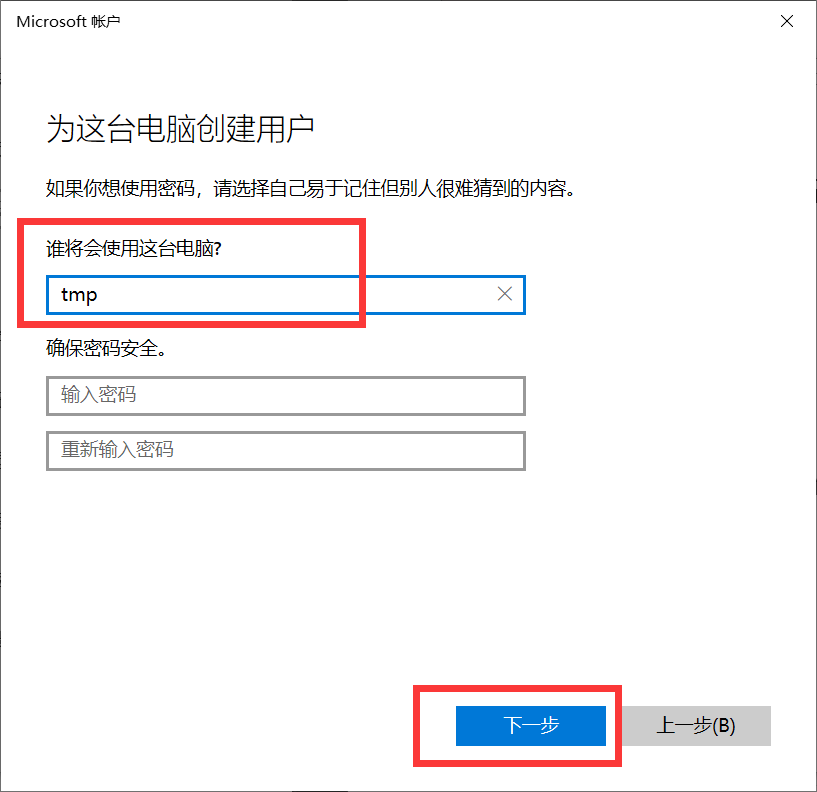 Microsoft 帐户
为这台电脑创建用户
如果你想使用密码，请选择自己易于记住但别人很难猜到的内容。
谁将会使用这台电脑?
tmp
确保密码安全。
输入密码
重新输入密码
下一步
上一步(B)